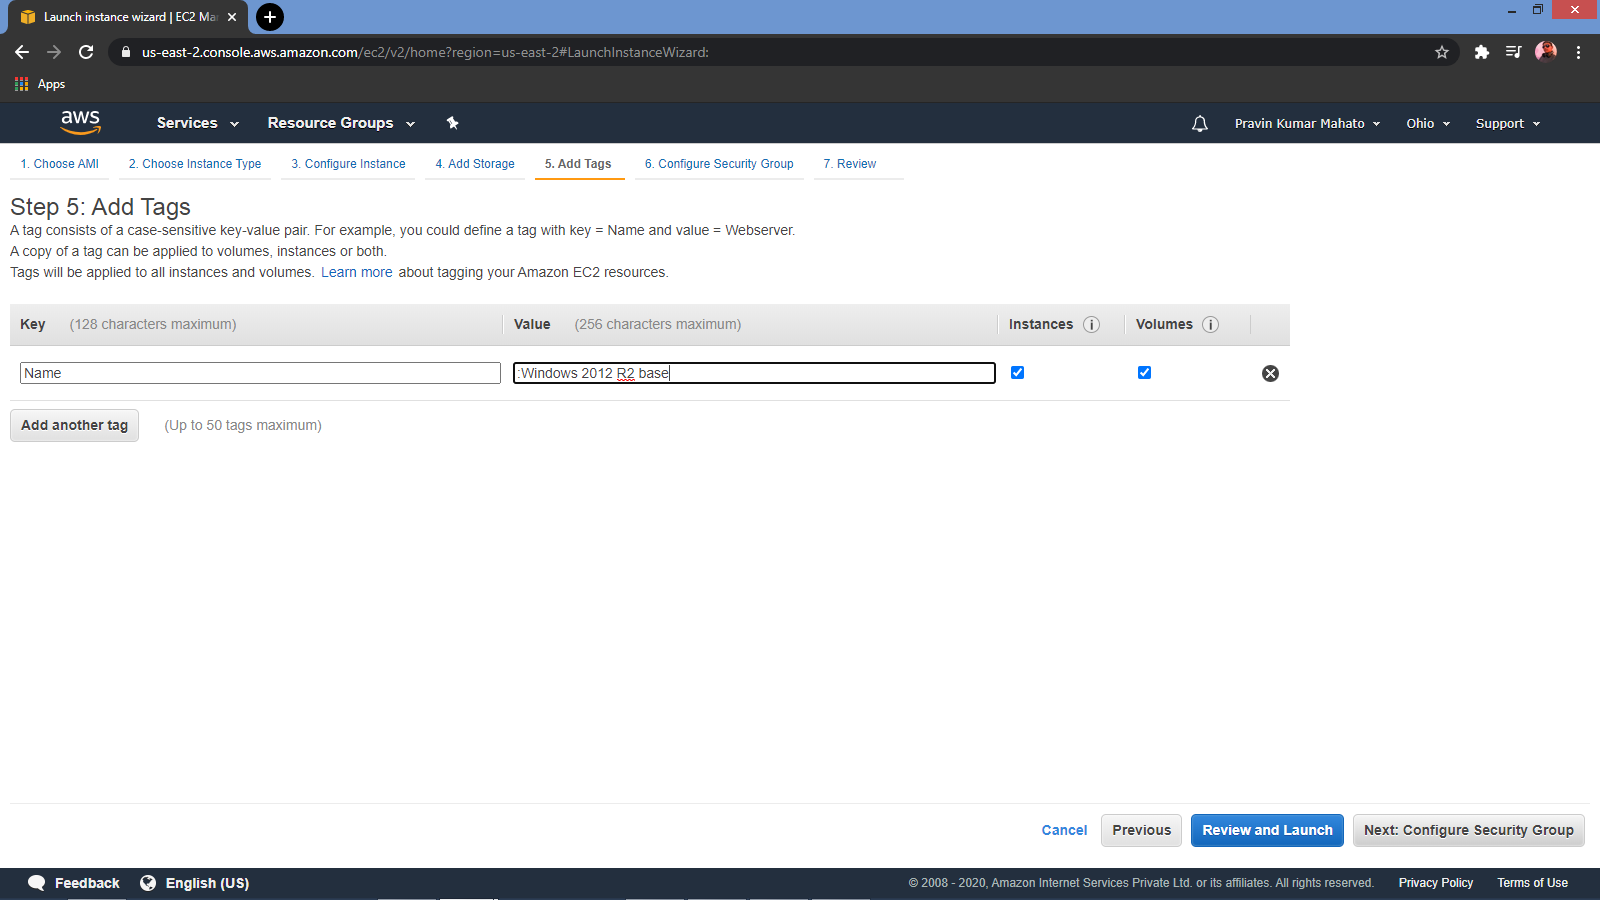 Launch instance wizard | EC2 Ma
us-east-2.console.aws.amazon.com/ec2/v2/home?region=us-east-2#LaunchInstanceWizard:
Apps
aws Services Resource Groups Pravin Kumar Mahato Ohio Support
1. Choose AMI 2. Choose Instance Type 3. Configure Instance 4. Add Storage 5. Add Tags 6. Configure Security Group 7. Review
Step 5: Add Tags
A tag consists of a case-sensitive key-value pair. For example, you could define a tag with key = Name and value = Webserver.
A copy of a tag can be applied to volumes, instances or both.
Tags will be applied to all instances and volumes. Learn more about tagging your Amazon EC2 resources.
Key (128 characters maximum) Value (256 characters maximum) Instances i Volumes i
Name :Windows 2012 R2 base
Add another tag (Up to 50 tags maximum)
Cancel Previous Review and Launch Next: Configure Security Group
Feedback English (US) © 2008 - 2020, Amazon Internet Services Private Ltd. or its affiliates. All rights reserved. Privacy Policy Terms of Use